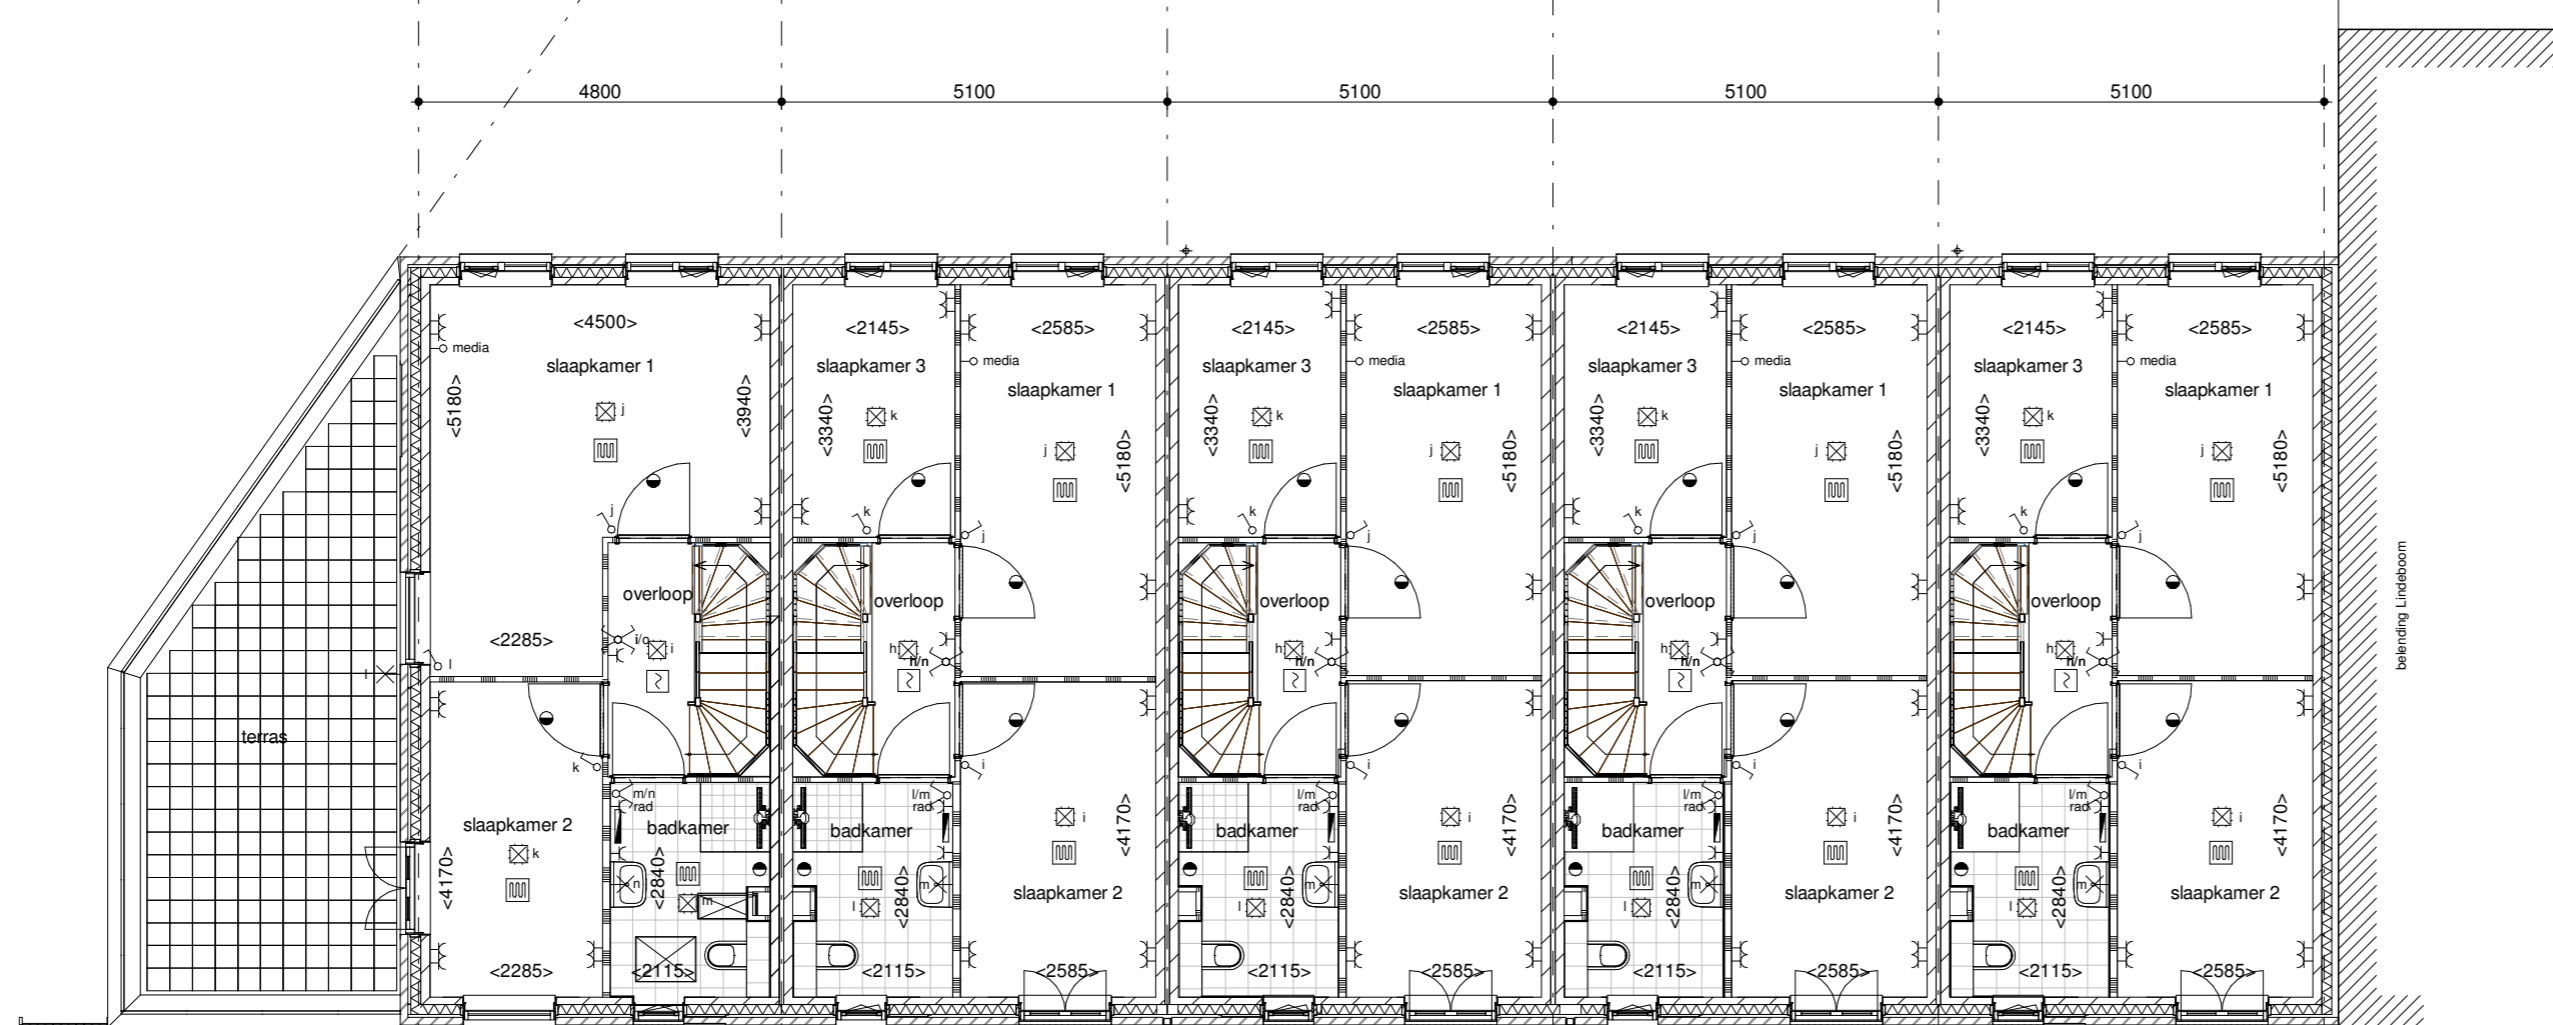 4800 5100 5100 5100 5100
<4500> <2145> <2585> <2145> <2585> <2145> <2585> <2145> <2585>
media
slaapkamer 1 slaapkamer 3 media slaapkamer 3 media slaapkamer 3 media slaapkamer 3 media
slaapkamer 1 slaapkamer 1 slaapkamer 1 slaapkamer 1
<5180> <3940> <3340> <3340> <3340> <3340>
j k k k k
j <5180> j <5180> j <5180> j <5180>
j k k k k
j j j j
overloop overloop overloop overloop overloop
belending Lindeboom
<2285> i/o i h h/n h h/n h h/n h h/n
l l
terras
k i i i i
m/n l/m l/m l/m l/m
rad rad rad rad rad
slaapkamer 2 badkamer badkamer i badkamer i badkamer i badkamer i
<4170> <4170> <4170> <4170>
k
<4170> n <2840> m l <2840> m l <2840> m l <2840> m l <2840> m
slaapkamer 2 slaapkamer 2 slaapkamer 2 slaapkamer 2
<2285> <2115> <2115> <2585> <2115> <2585> <2115> <2585> <2115> <2585>